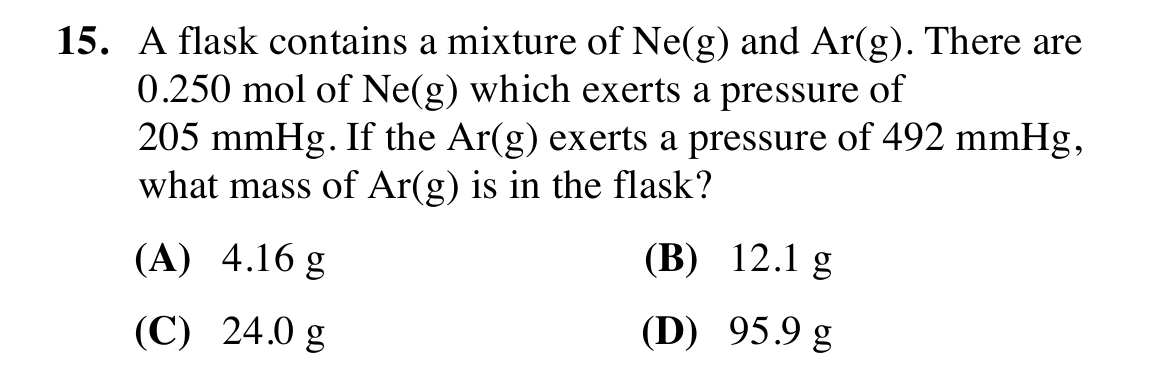 15. A flask contains a mixture of Ne(g) and Ar(g). There are
0.250 mol of Ne(g) which exerts a pressure of
205 mmHg. If the Ar(g) exerts a pressure of 492 mmHg,
what mass of Ar(g) is in the flask?
(A) 4.16 g (B) 12.1 g
(C) 24.0 g (D) 95.9 g